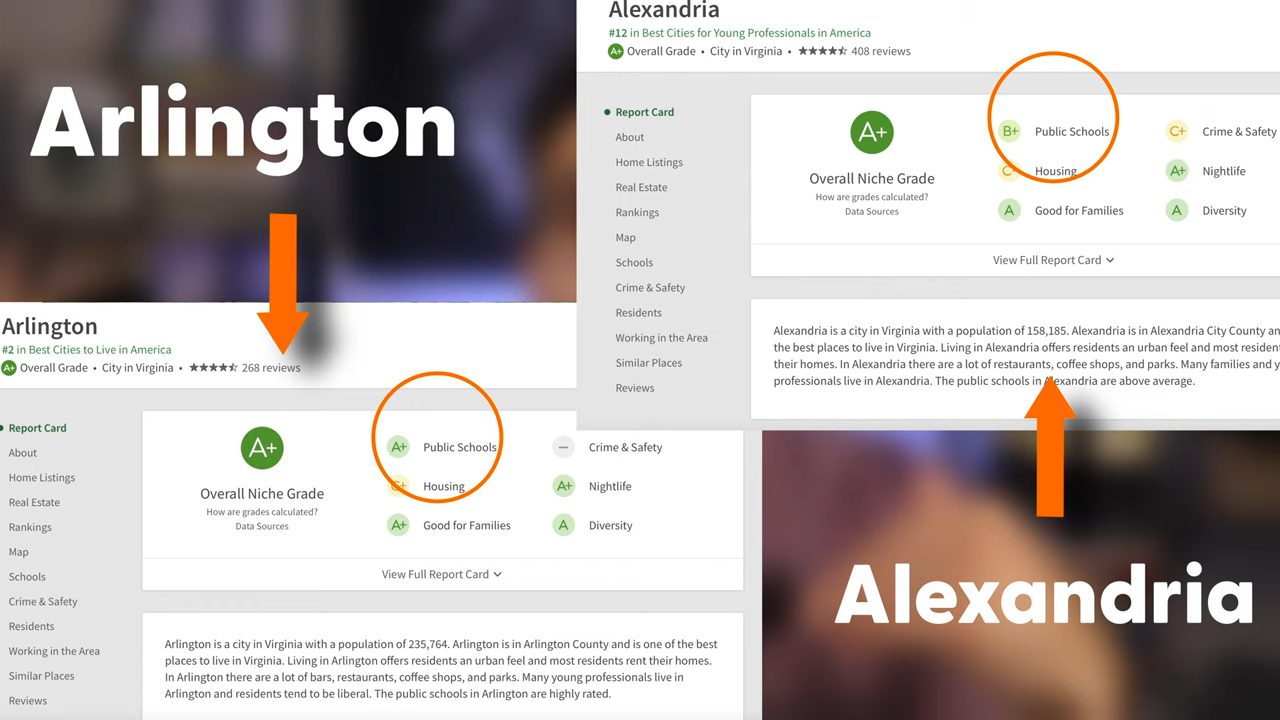 Arlington
Arlington
#2 in Best Cities to Live in America
A+ Overall Grade • City in Virginia • 268 reviews
Report Card
About
Home Listings
Real Estate
Rankings
Map
Schools
Crime & Safety
Residents
Working in the Area
Similar Places
Reviews
A+
Overall Niche Grade
How are grades calculated?
Data Sources
A+ Public Schools
Housing
A+ Good for Families
– Crime & Safety
A+ Nightlife
A Diversity
View Full Report Card
Arlington is a city in Virginia with a population of 235,764. Arlington is in Arlington County and is one of the best
places to live in Virginia. Living in Arlington offers residents an urban feel and most residents rent their homes.
In Arlington there are a lot of bars, restaurants, coffee shops, and parks. Many young professionals live in
Arlington and residents tend to be liberal. The public schools in Arlington are highly rated.
Alexandria
#12 in Best Cities for Young Professionals in America
A+ Overall Grade • City in Virginia • 408 reviews
Report Card
About
Home Listings
Real Estate
Rankings
Map
Schools
Crime & Safety
Residents
Working in the Area
Similar Places
Reviews
A+
Overall Niche Grade
How are grades calculated?
Data Sources
B+ Public Schools
Housing
A Good for Families
C+ Crime & Safety
A+ Nightlife
A Diversity
View Full Report Card
Alexandria is a city in Virginia with a population of 158,185. Alexandria is in Alexandria City County an
the best places to live in Virginia. Living in Alexandria offers residents an urban feel and most residen
their homes. In Alexandria there are a lot of restaurants, coffee shops, and parks. Many families and y
professionals live in Alexandria. The public schools in Alexandria are above average.
Alexandria